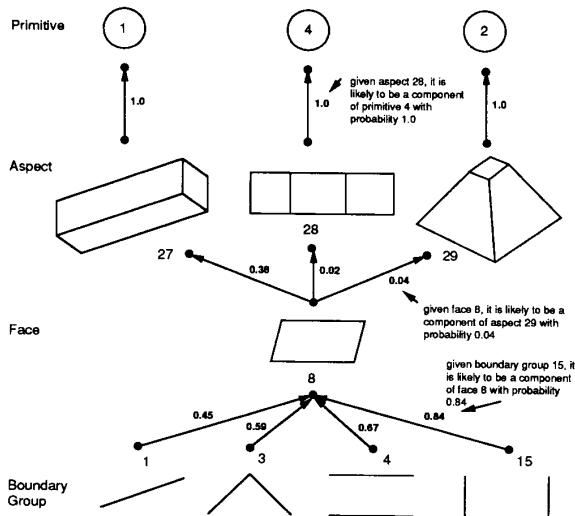 Primitive
1
4
2
1.0
1.0
1.0
given aspect 28, it is
likely to be a component
of primitive 4 with
probability 1.0
Aspect
27
28
29
0.38
0.02
0.04
given face 8, it is likely to be a
component of aspect 29 with
probability 0.04
Face
8
given boundary group 15, it
is likely to be a component
of face 8 with probability
0.84
0.45
0.59
0.67
0.84
1
3
4
15
Boundary
Group